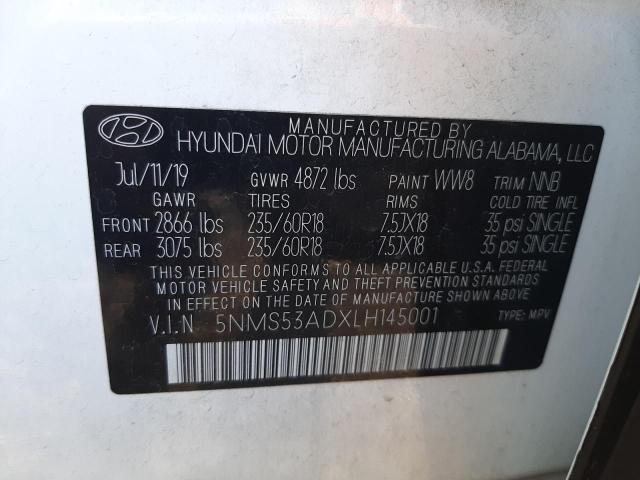 MANUFACTURED BY
HYUNDAI MOTOR MANUFACTURING ALABAMA, LLC
Jul/11/19 GVWR 4872 lbs PAINT WW8 TRIM NNB
GAWR TIRES RIMS COLD TIRE INFL
FRONT 2866 lbs 235/60R18 7.5JX18 35 psi SINGLE
REAR 3075 lbs 235/60R18 7.5JX18 35 psi SINGLE
THIS VEHICLE CONFORMS TO ALL APPLICABLE U.S.A. FEDERAL
MOTOR VEHICLE SAFETY AND THEFT PREVENTION STANDARDS
IN EFFECT ON THE DATE OF MANUFACTURE SHOWN ABOVE.
V.I.N 5NMS53ADXLH145001 TYPE: MPV